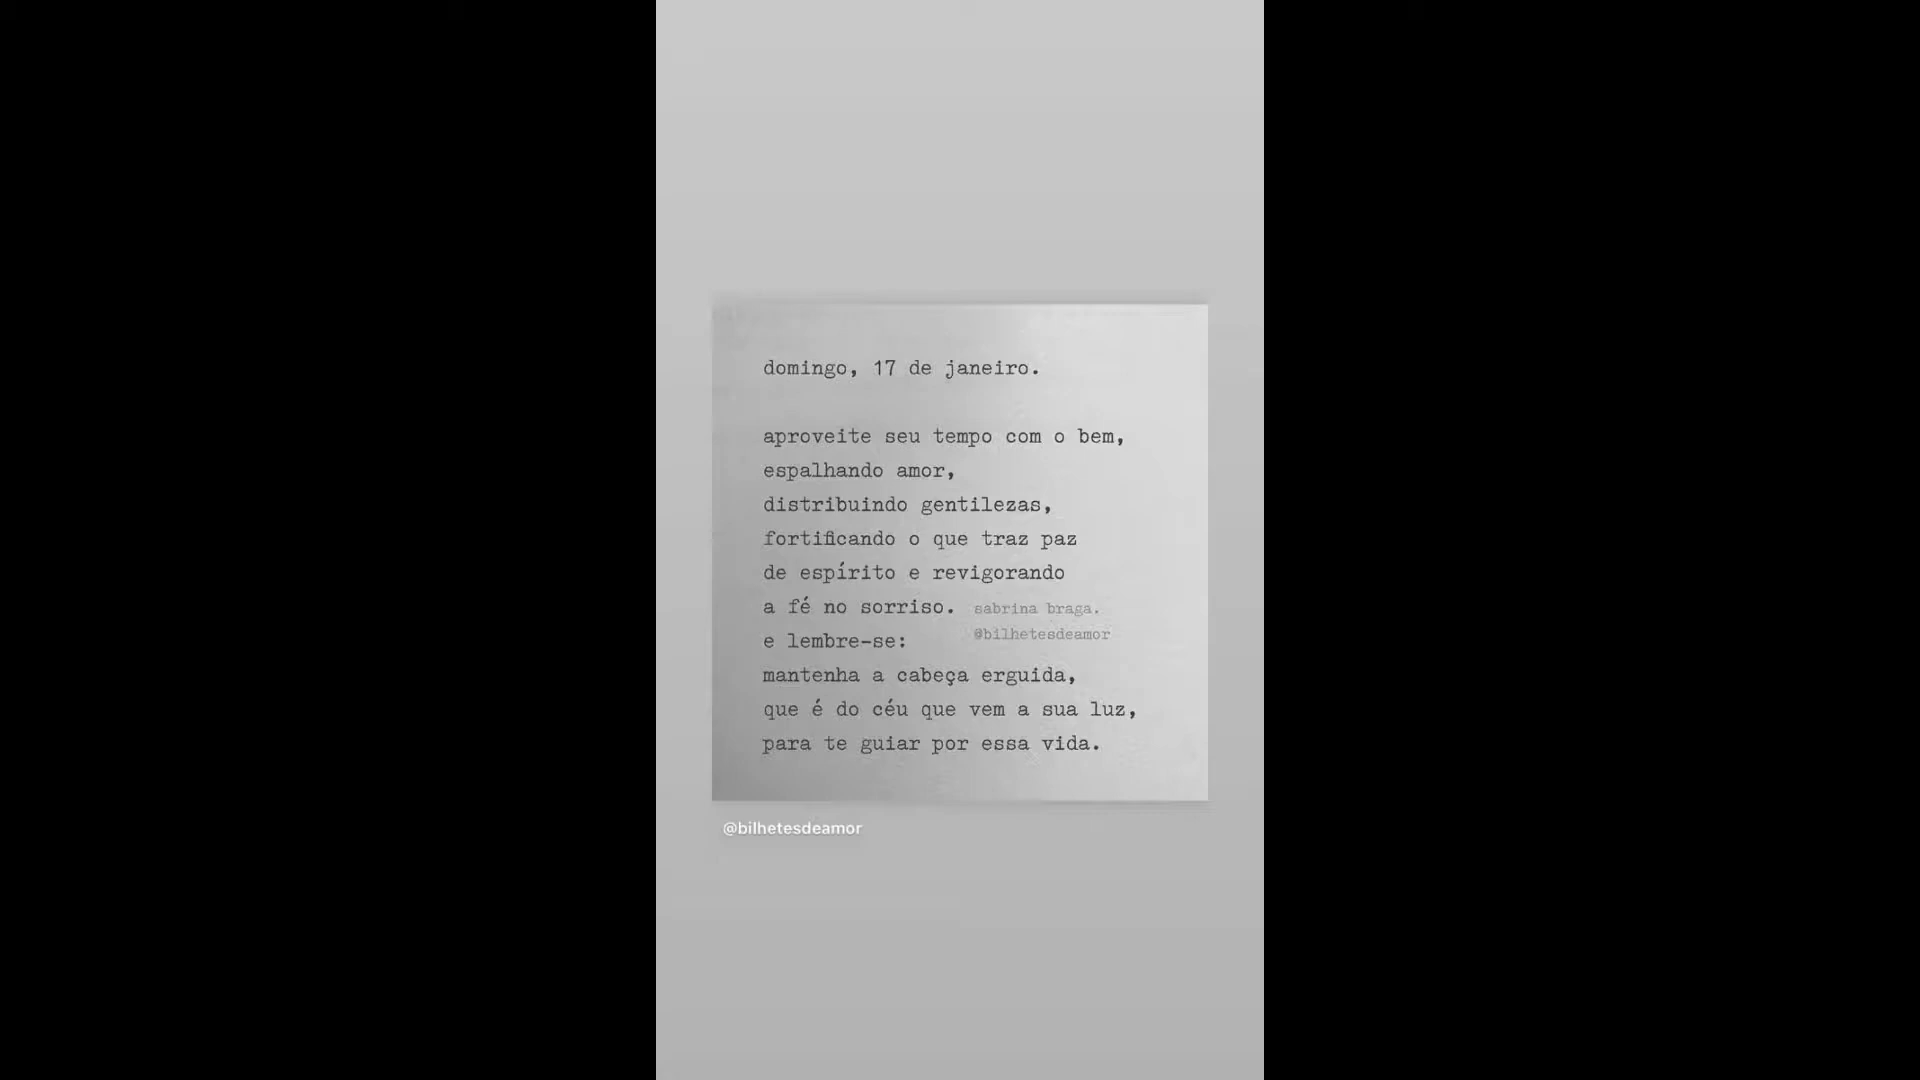 domingo, 17 de janeiro.
aproveite seu tempo com o bem,
espalhando amor,
distribuindo gentilezas,
fortificando o que traz paz
de espírito e revigorando
a fé no sorriso.
e lembre-se:
mantenha a cabeça erguida,
que é do céu que vem a sua luz,
para te guiar por essa vida.
sabrina braga.
@bilhetesdeamor
@bilhetesdeamor